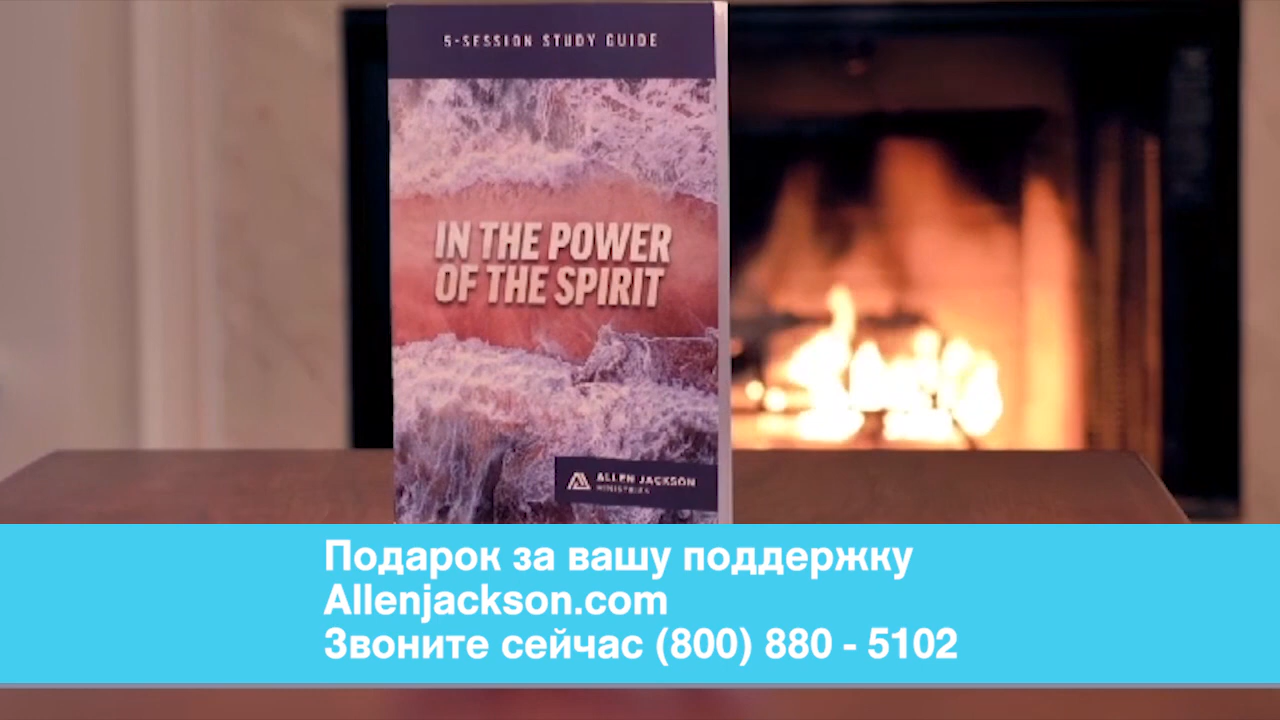 5-SESSION STUDY GUIDE
IN THE POWER
OF THE SPIRIT
ALLEN JACKSON
MINISTRIES
Подарок за вашу поддержку
Allenjackson.com
Звоните сейчас (800) 880 - 5102